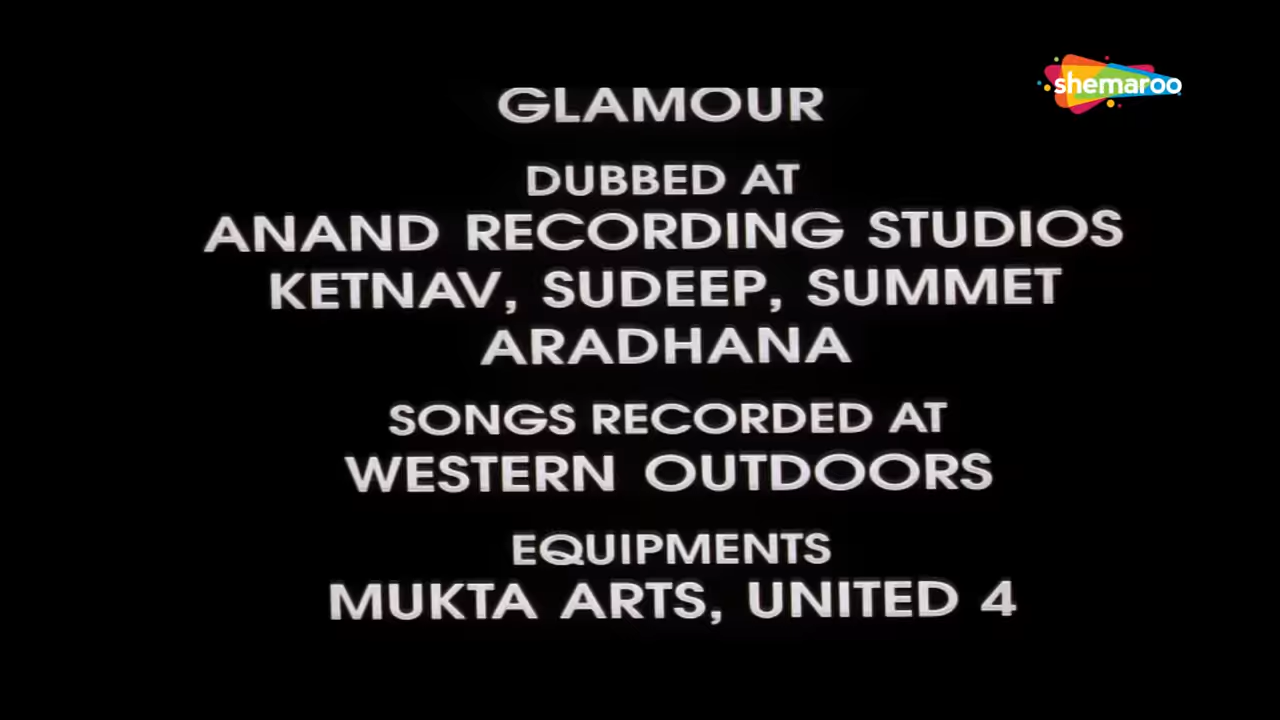 shemaroo
GLAMOUR
DUBBED AT
ANAND RECORDING STUDIOS
KETNAV, SUDEEP, SUMMET
ARADHANA
SONGS RECORDED AT
WESTERN OUTDOORS
EQUIPMENTS
MUKTA ARTS, UNITED 4